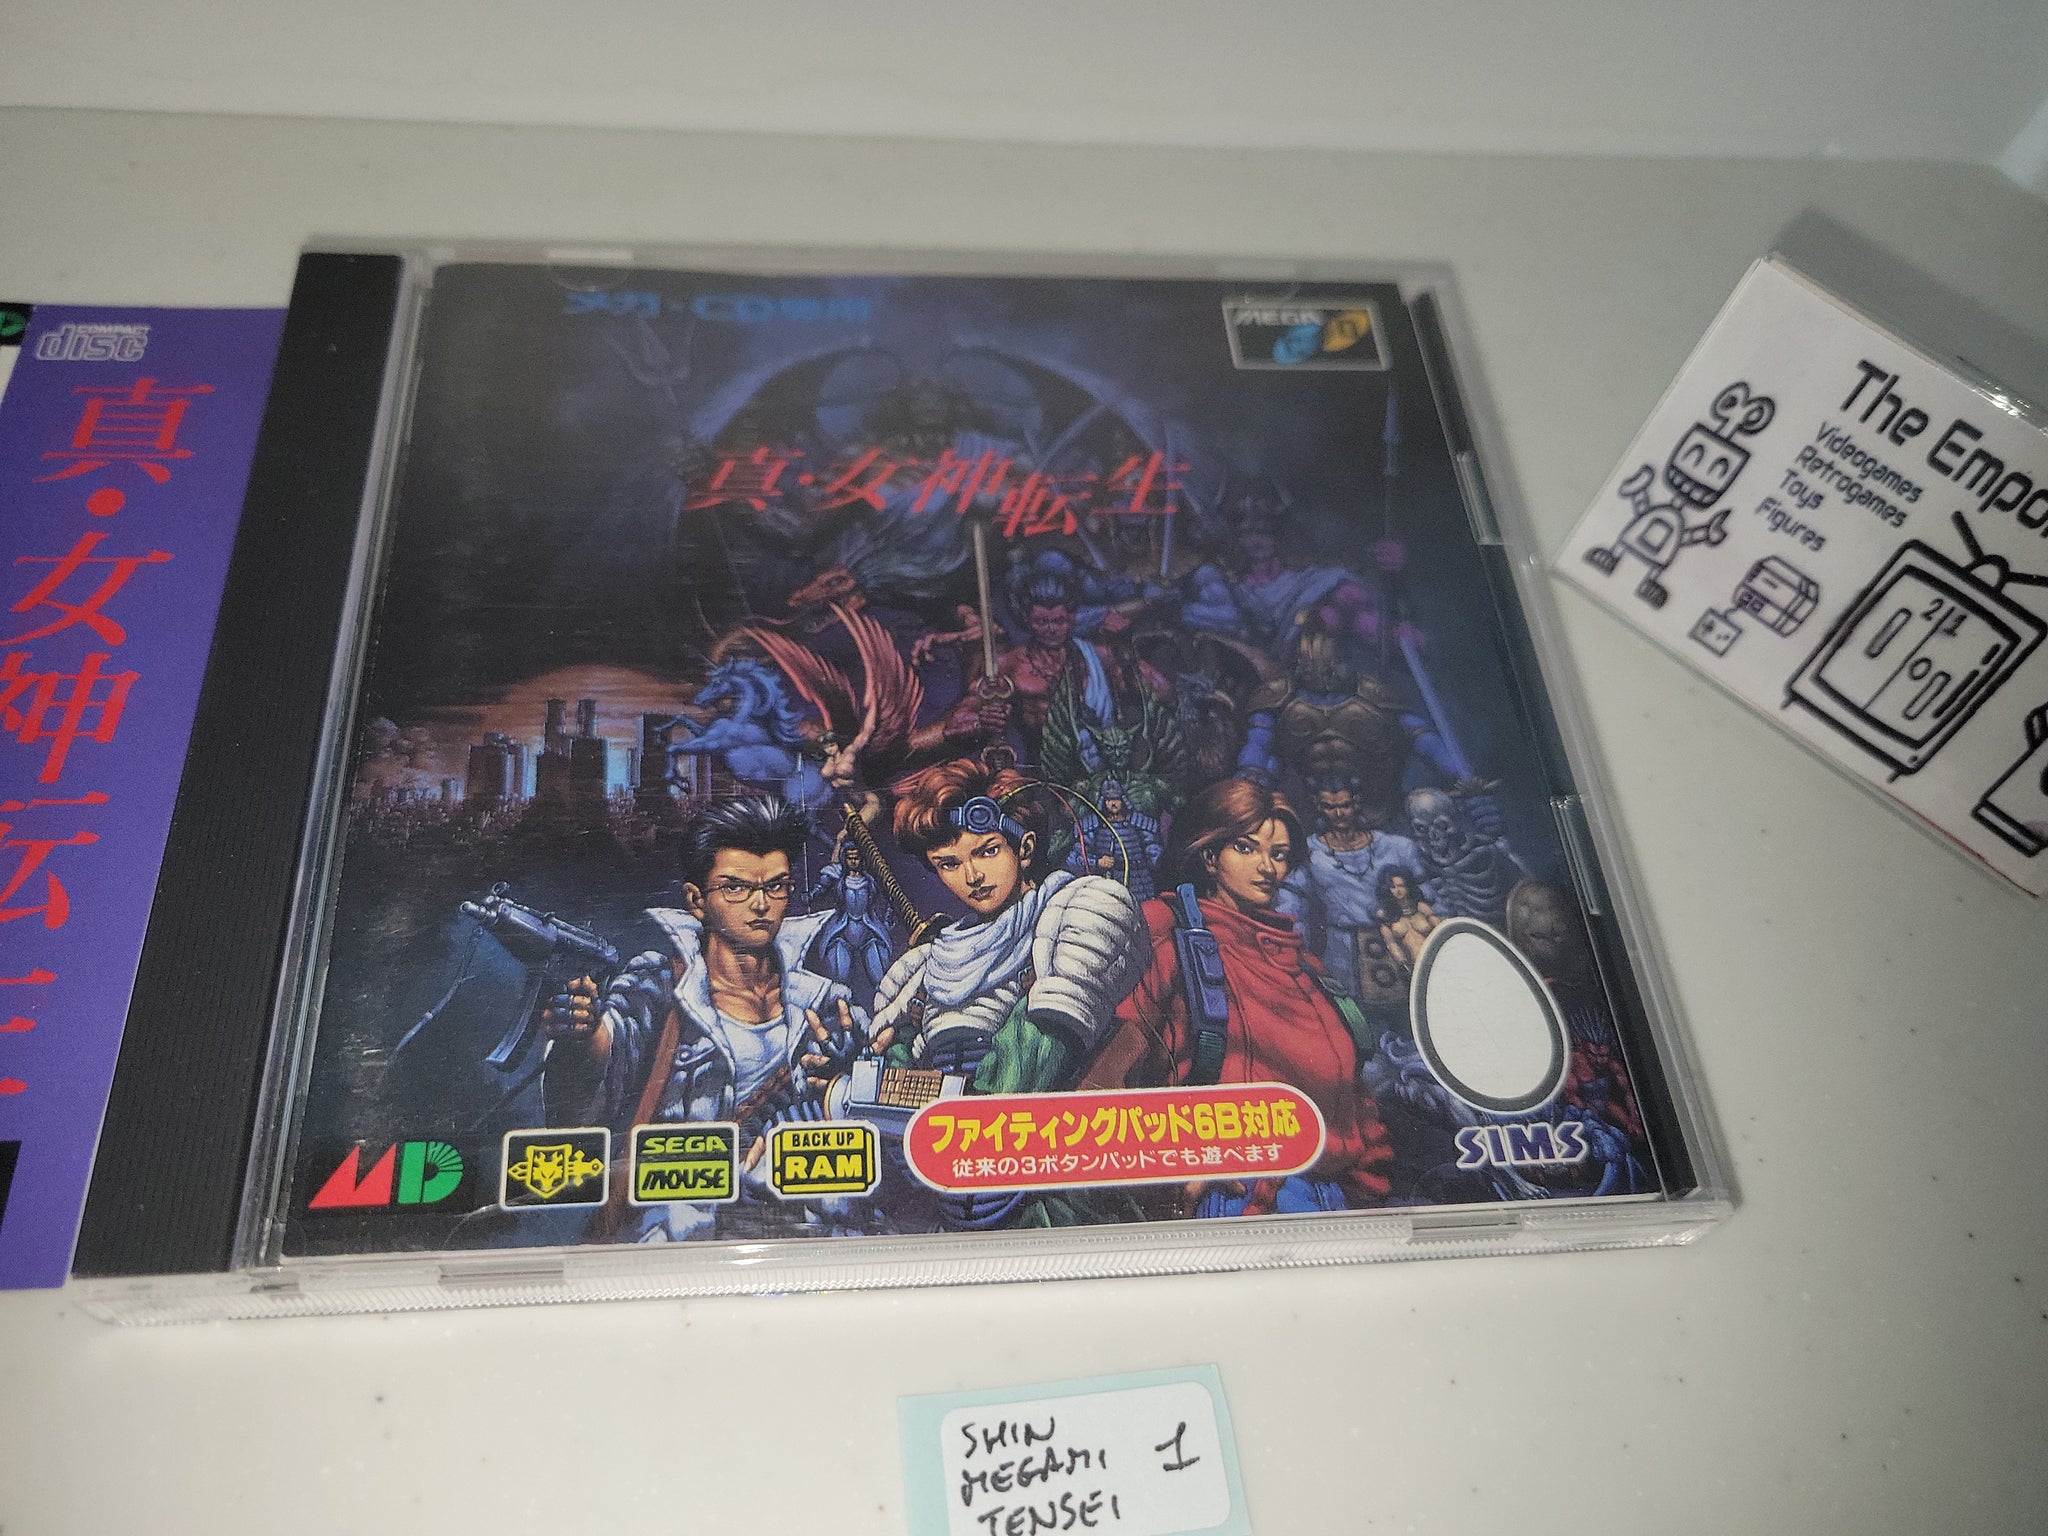 COMPACT
disc
真・女神転生
メガ・CD専用
MEGA
真・女神転生
MD
SEGA
MOUSE
BACK UP
RAM
ファイティングパッド6B対応
従来の3ボタンパッドでも遊べます
SIMS
The
Videogames
Retrogames
Toys
Figures
SHIN
MEGAMI 1
TENSEI